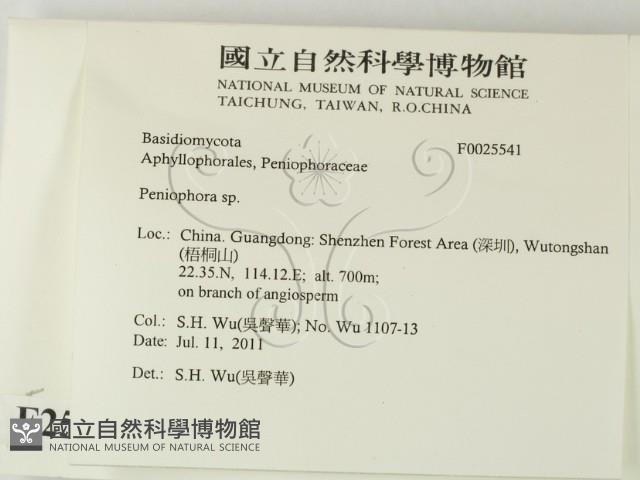 國立自然科學博物館
NATIONAL MUSEUM OF NATURAL SCIENCE
TAICHUNG, TAIWAN, R.O.CHINA
Basidiomycota F0025541
Aphyllophorales, Peniophoraceae
Peniophora sp.
Loc.: China. Guangdong: Shenzhen Forest Area (深圳), Wutongshan
(梧桐山)
22.35.N, 114.12.E; alt. 700m;
on branch of angiosperm
Col.: S.H. Wu(吳聲華); No. Wu 1107-13
Date: Jul. 11, 2011
Det.: S.H. Wu(吳聲華)
國立自然科學博物館
NATIONAL MUSEUM OF NATURAL SCIENCE